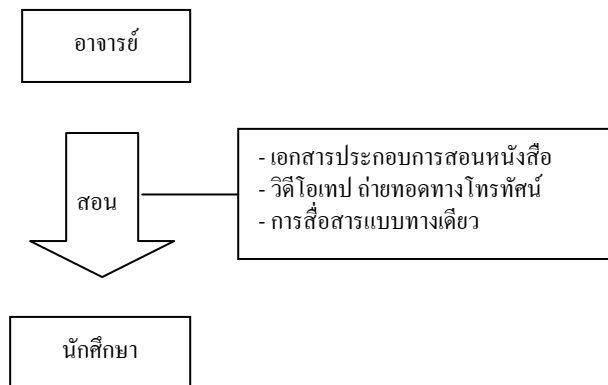 อาจารย์
สอน
- เอกสารประกอบการสอนหนังสือ
- วิดีโอเทป ถ่ายทอดทางโทรทัศน์
- การสื่อสารแบบทางเดียว
นักศึกษา